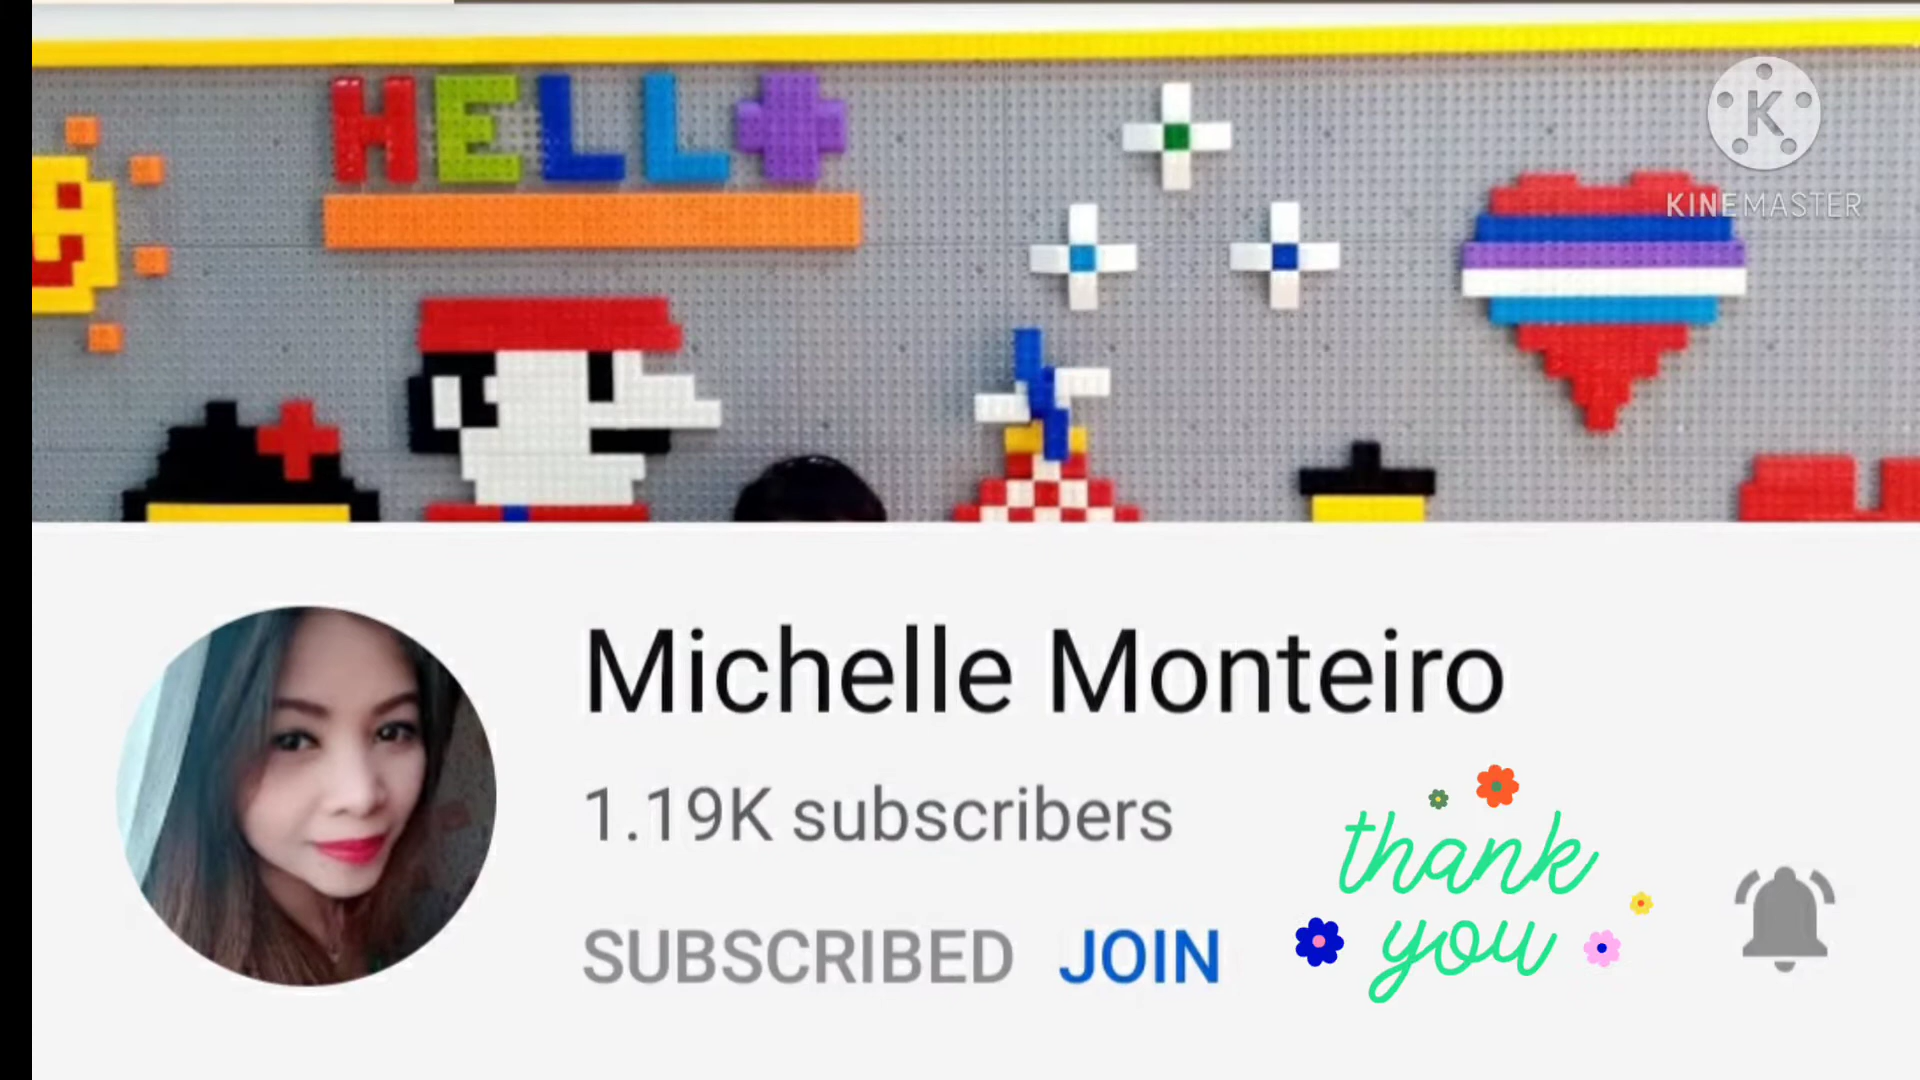 HELLO
K
KINEMASTER
Michelle Monteiro
1.19K subscribers
thank
you
SUBSCRIBED JOIN